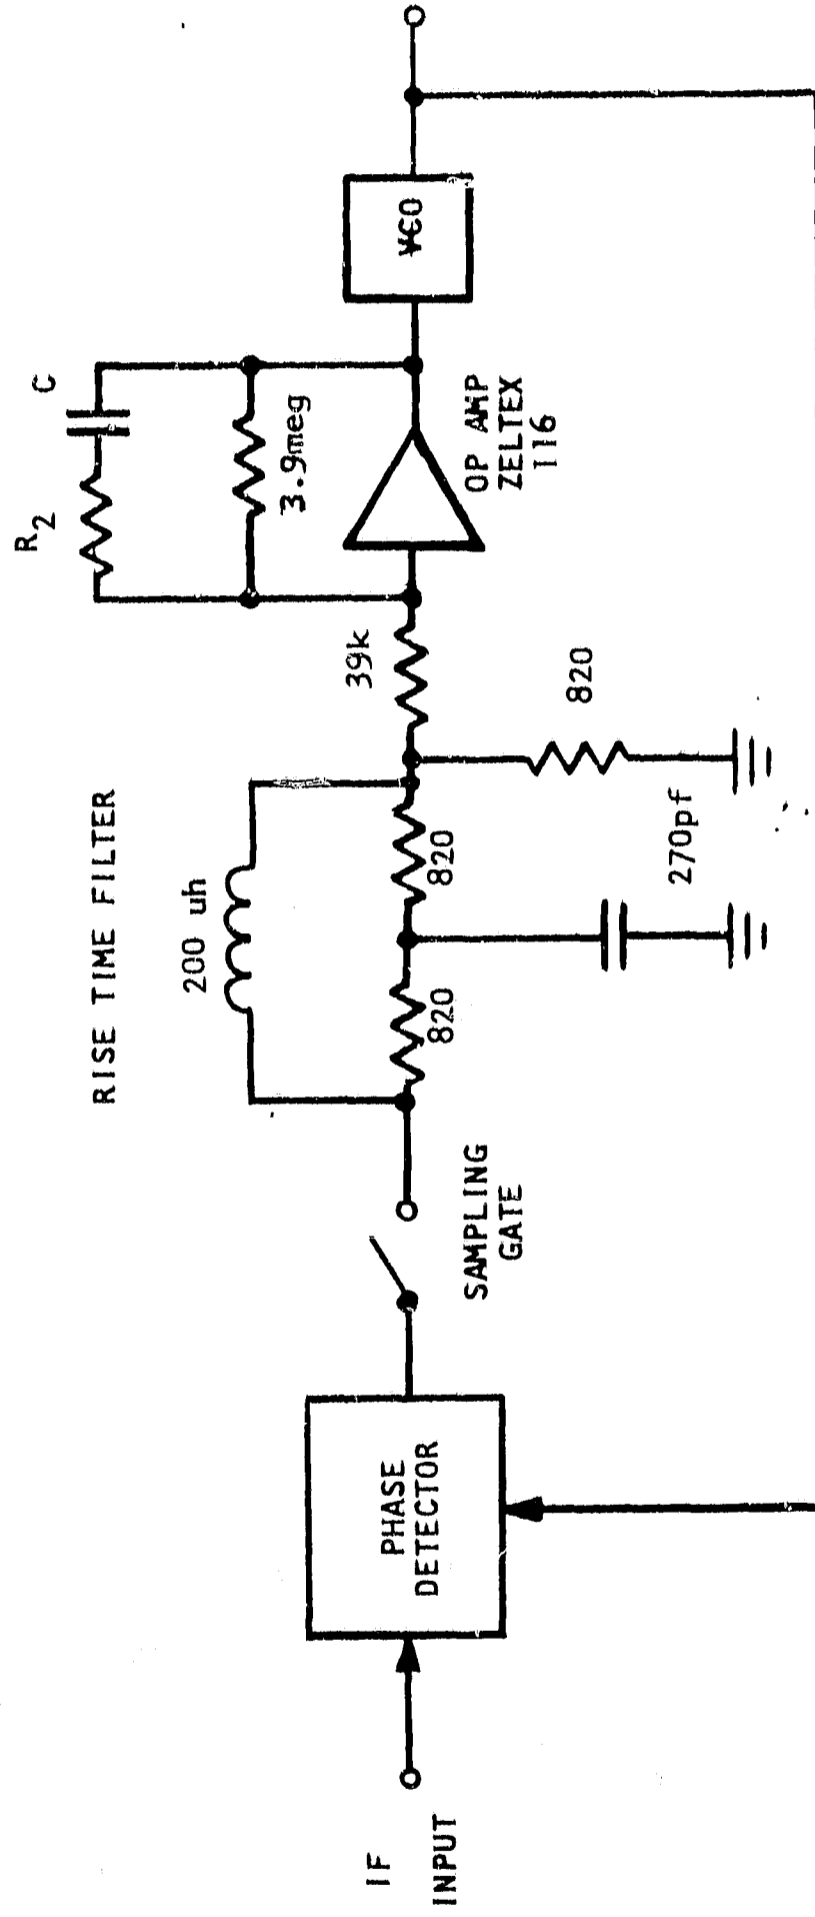 RISE TIME FILTER
R2
C
200 uh
3.9meg
39k
VCO
IF
INPUT
PHASE
DETECTOR
SAMPLING
GATE
820
820
OP AMP
ZELTEX
116
820
270pf